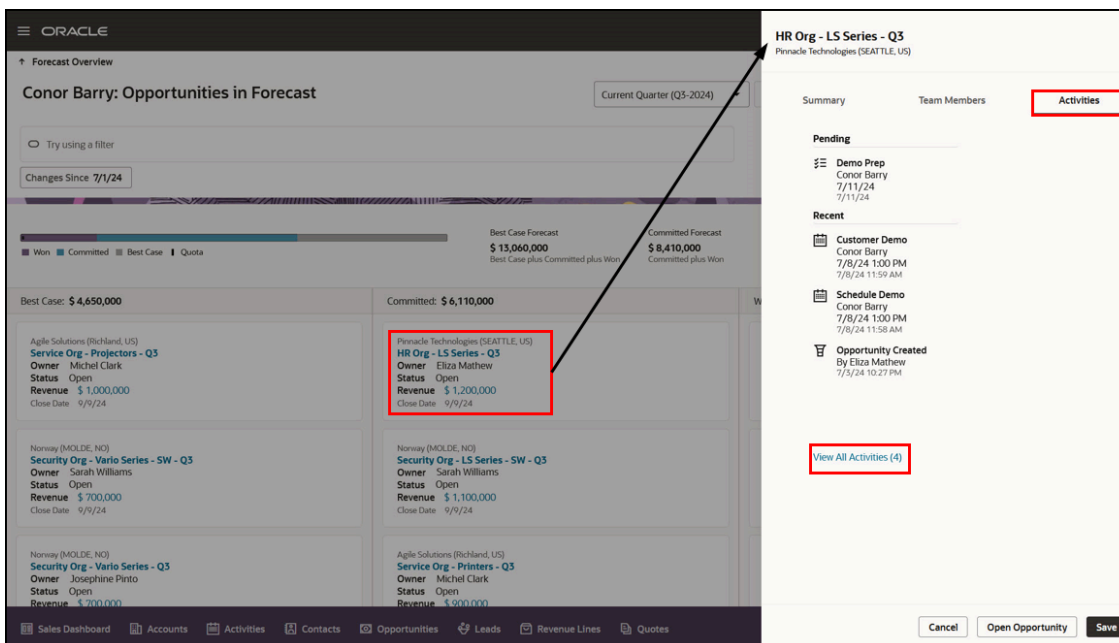 ORACLE
Forecast Overview
Conor Barry: Opportunities in Forecast
Current Quarter (Q3-2024)
Try using a filter
Changes Since 7/1/24
Won Committed Best Case Quota
Best Case Forecast
$ 13,060,000
Best Case plus Committed plus Won
Committed Forecast
$ 8,410,000
Committed plus Won
Best Case: $ 4,650,000
Agile Solutions (Richland, US)
Service Org - Projectors - Q3
Owner Michel Clark
Status Open
Revenue $ 1,000,000
Close Date 9/9/24
Norway (MOLDE, NO)
Security Org - Vario Series - SW - Q3
Owner Sarah Williams
Status Open
Revenue $ 700,000
Close Date 9/9/24
Norway (MOLDE, NO)
Security Org - Vario Series - Q3
Owner Josephine Pinto
Status Open
Revenue $ 700,000
Committed: $ 6,110,000
Pinnacle Technologies (SEATTLE, US)
HR Org - LS Series - Q3
Owner Eliza Mathew
Status Open
Revenue $ 1,200,000
Close Date 9/9/24
Norway (MOLDE, NO)
Security Org - LS Series - SW - Q3
Owner Sarah Williams
Status Open
Revenue $ 1,100,000
Close Date 9/9/24
Agile Solutions (Richland, US)
Service Org - Printers - Q3
Owner Michel Clark
Status Open
Revenue $ 900,000
Sales Dashboard Accounts Activities Contacts Opportunities Leads Revenue Lines Quotes
HR Org - LS Series - Q3
Pinnacle Technologies (SEATTLE, US)
Summary Team Members Activities
Pending
Demo Prep
Conor Barry
7/11/24
7/11/24
Recent
Customer Demo
Conor Barry
7/8/24 1:00 PM
7/8/24 11:59 AM
Schedule Demo
Conor Barry
7/8/24 1:00 PM
7/8/24 11:58 AM
Opportunity Created
By Eliza Mathew
7/3/24 10:27 PM
View All Activities (4)
Cancel Open Opportunity Save